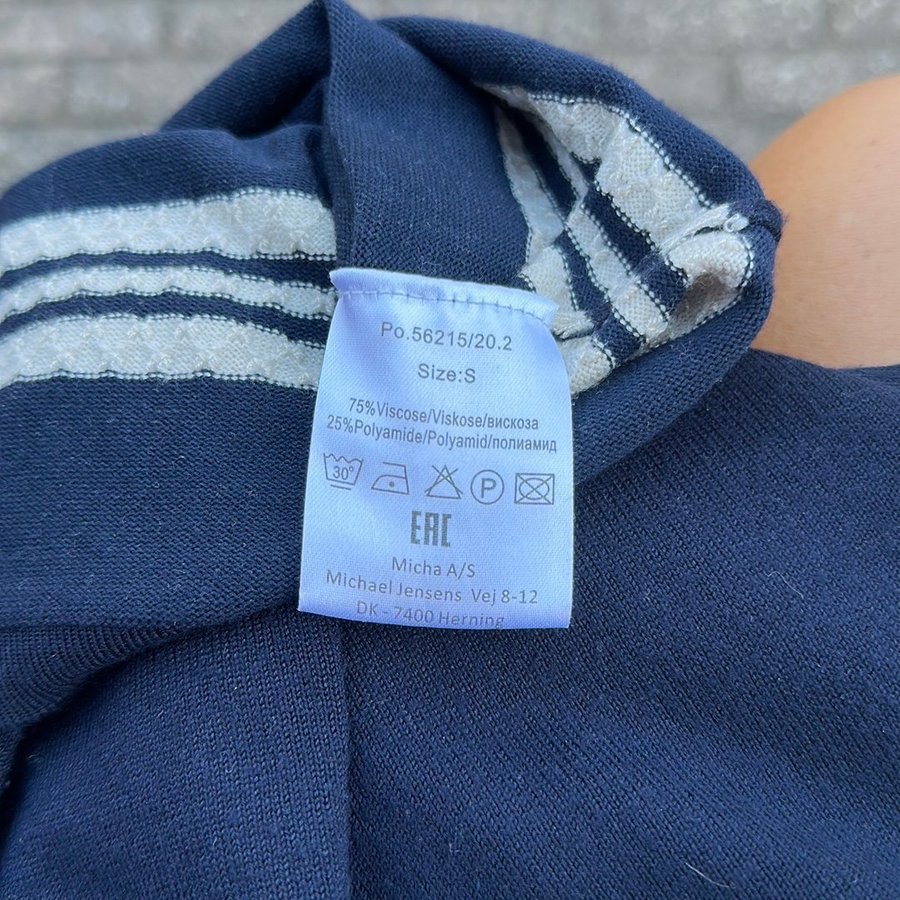 Po.56215/20.2
Size:S
75%Viscose/Viskose/вискоза
25%Polyamide/Polyamid/полиамид
30°
P
EAC
Micha A/S
Michael Jensens Vej 8-12
DK - 7400 Herning